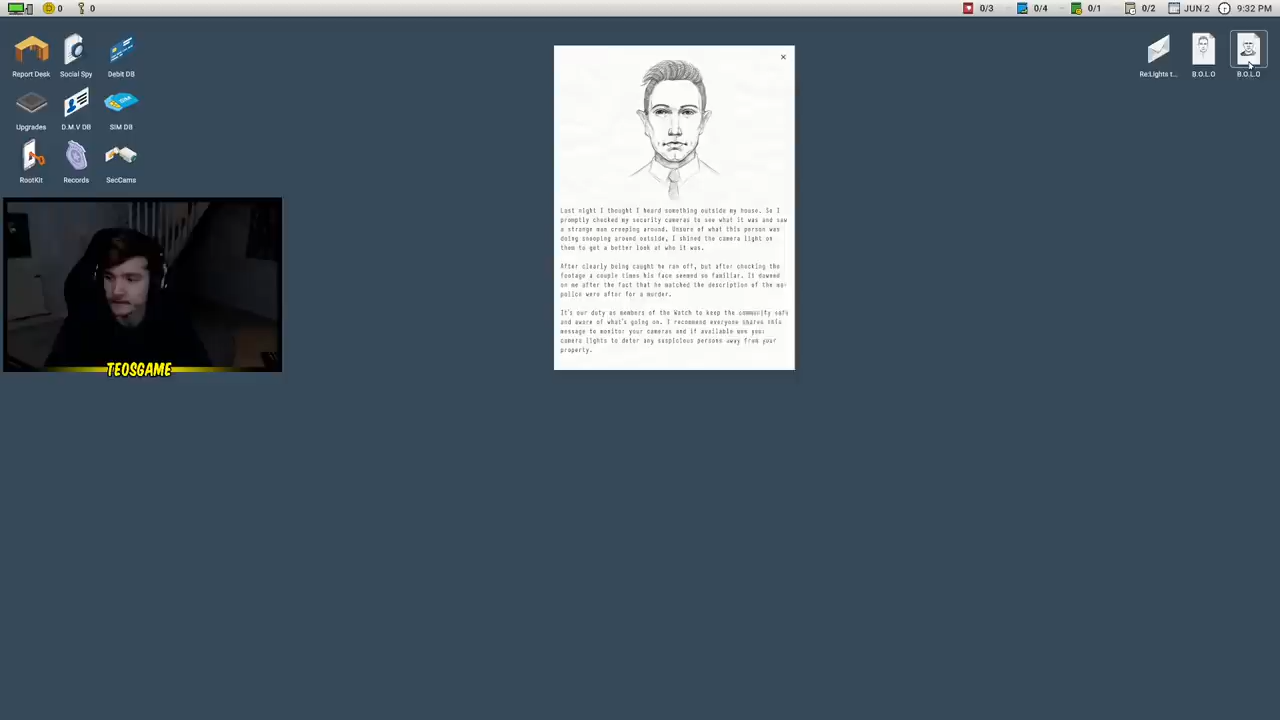 0 0 0/3 0/4 0/1 0/2 JUN 2 9:32 PM
Report Desk Social Spy Debit DB
Re:Lights t... B.O.L.O B.O.L.O
Upgrades D.M.V DB SIM DB
RootKit Records SecCams
Last night I thought I heard something outside my house. So I
promptly checked my security cameras to see what it was and saw
a strange man creeping around. Unsure of what this person was
doing snooping around outside, I shined the camera light on
them to get a better look at who it was.
After clearly being caught he ran off, but after checking the
footage a couple times his face seemed so familiar. It dawned
on me after the fact that he matched the description of the
police were after for a murder.
It's our duty as members of the Watch to keep the community safe
and aware of what's going on. I recommend everyone shares this
message to monitor your cameras and if available use
camera lights to deter any suspicious persons away from your
property.
TEOSGAME